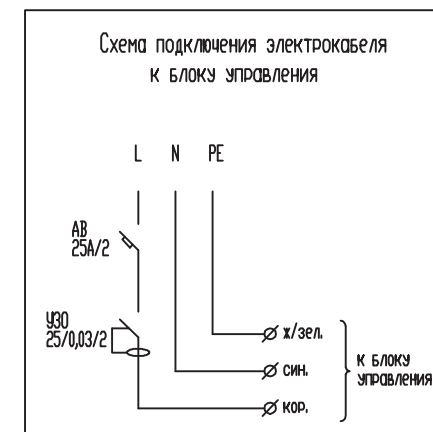 Схема подключения электрокабеля
к блоку управления
L N PE
АВ
25А/2
УЗО
25/0,03/2
ж/зел.
син.
кор.
к блоку
управления